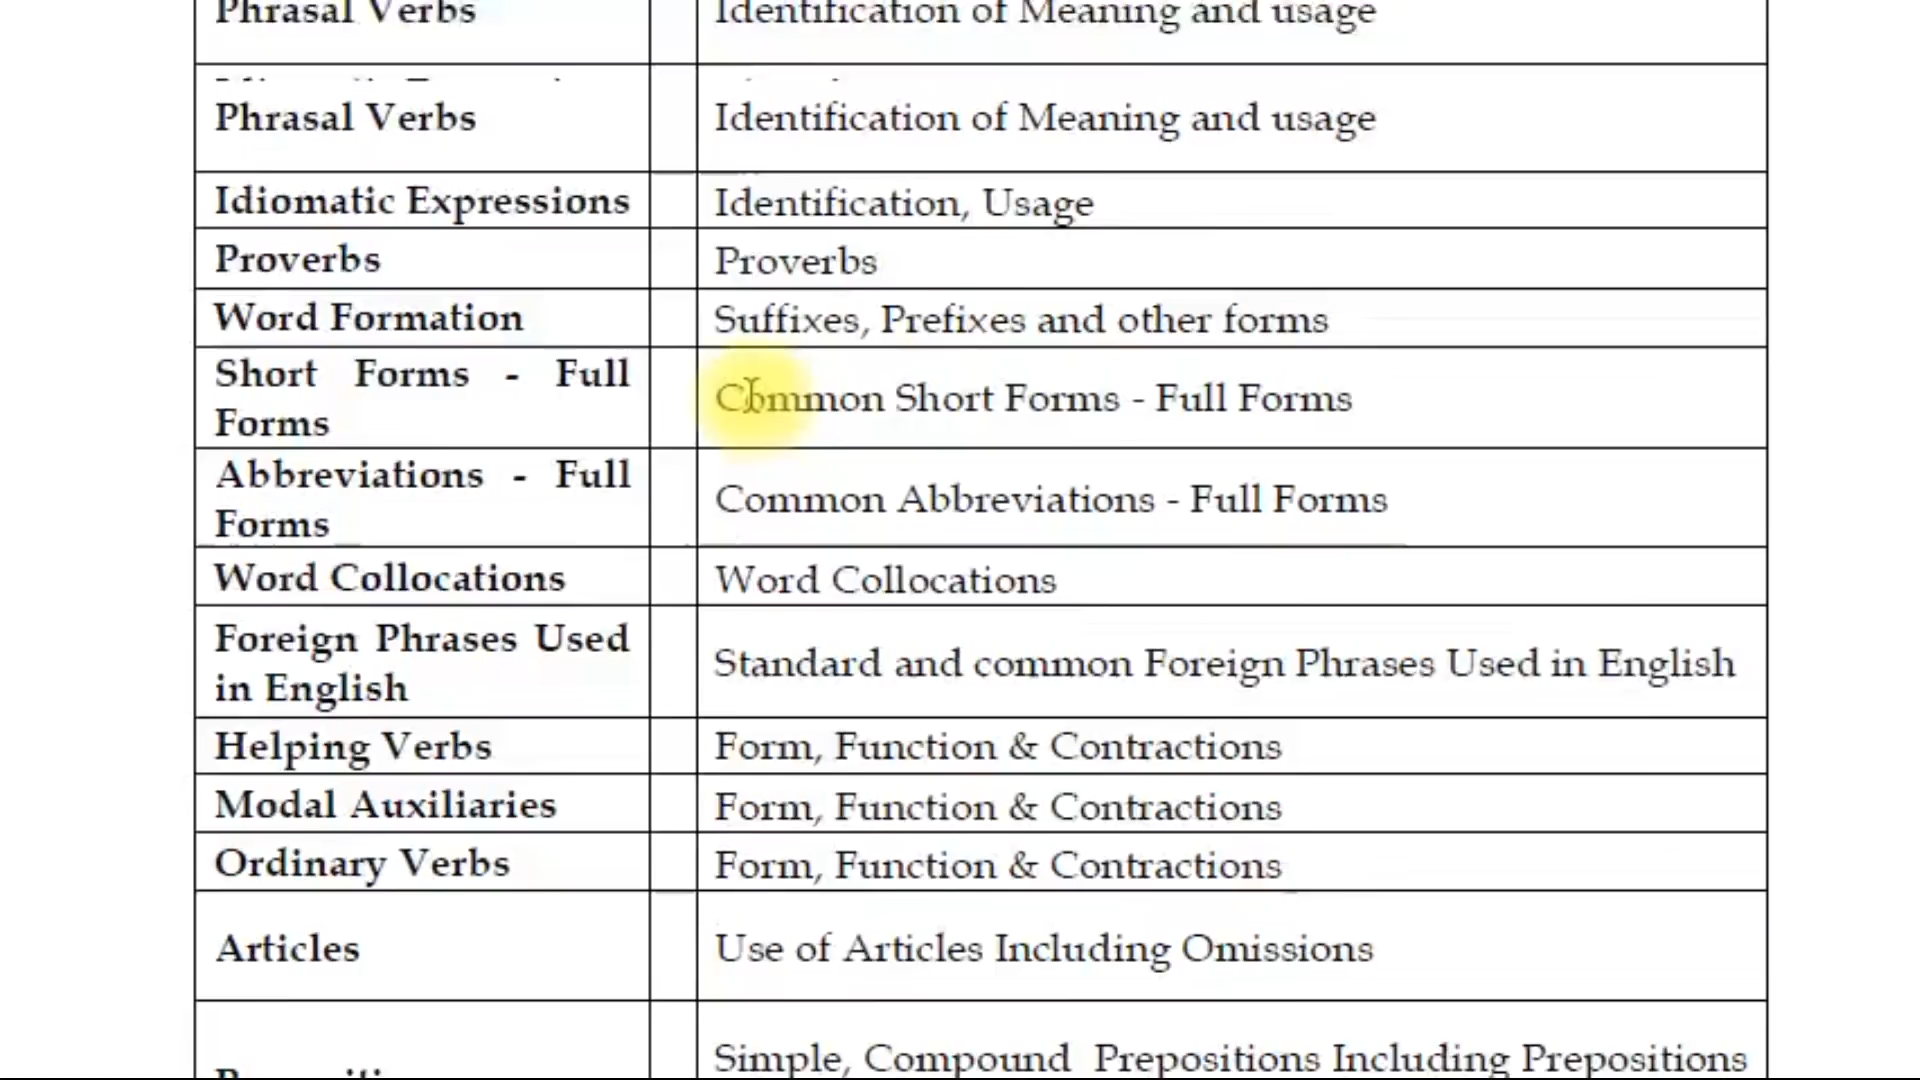 Phrasal Verbs Identification of Meaning and usage
Phrasal Verbs Identification of Meaning and usage
Idiomatic Expressions Identification, Usage
Proverbs Proverbs
Word Formation Suffixes, Prefixes and other forms
Short Forms - Full
Forms
Common Short Forms - Full Forms
Abbreviations - Full
Forms
Common Abbreviations - Full Forms
Word Collocations Word Collocations
Foreign Phrases Used
in English
Standard and common Foreign Phrases Used in English
Helping Verbs Form, Function & Contractions
Modal Auxiliaries Form, Function & Contractions
Ordinary Verbs Form, Function & Contractions
Articles Use of Articles Including Omissions
Simple, Compound Prepositions Including Prepositions